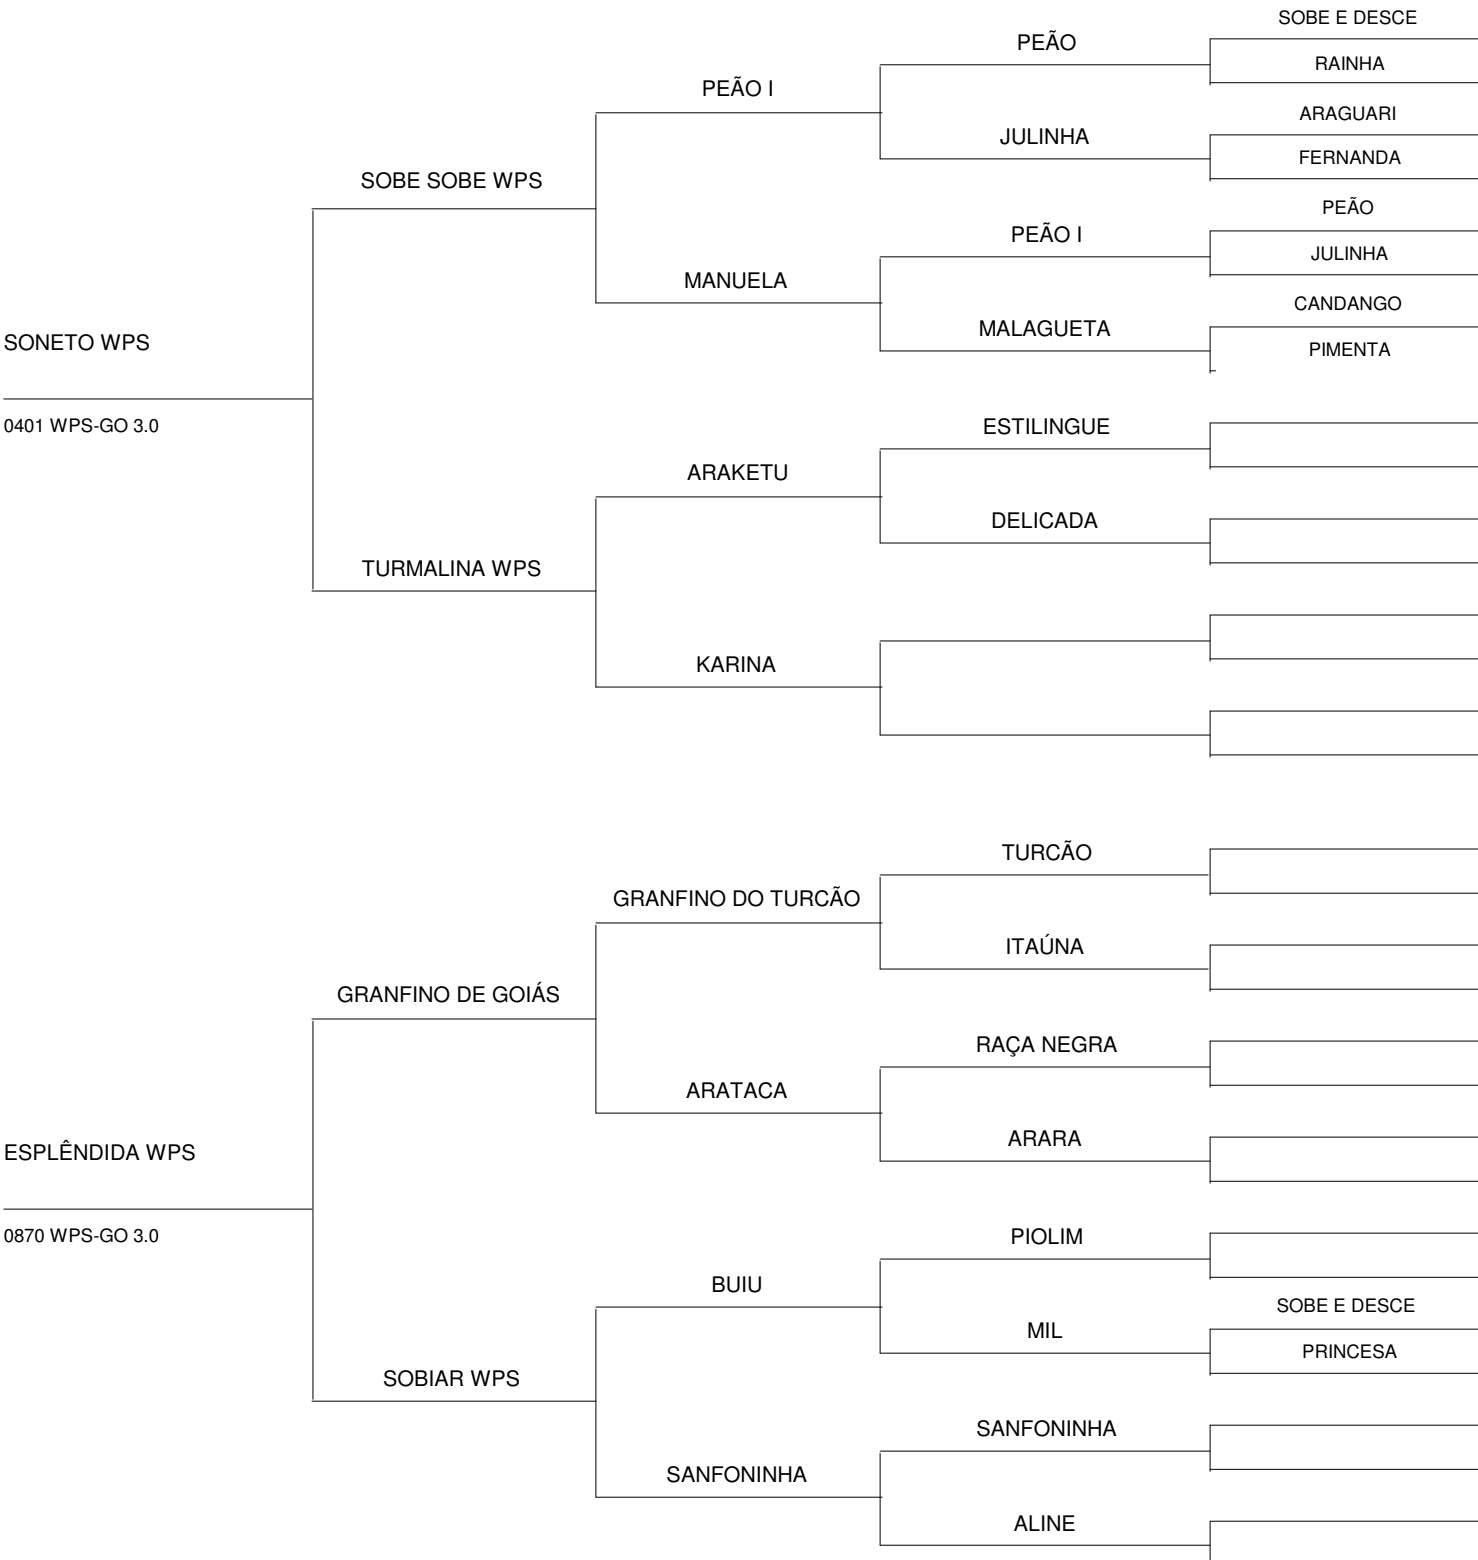 SOBE E DESCE
PEÃO
RAINHA
PEÃO I
ARAGUARI
JULINHA
FERNANDA
SOBE SOBE WPS
PEÃO
PEÃO I
JULINHA
MANUELA
CANDANGO
MALAGUETA
SONETO WPS
PIMENTA
0401 WPS-GO 3.0
ESTILINGUE
ARAKETU
DELICADA
TURMALINA WPS
KARINA
TURCÃO
GRANFINO DO TURCÃO
ITAÚNA
GRANFINO DE GOIÁS
RAÇA NEGRA
ARATACA
ARARA
ESPLÊNDIDA WPS
0870 WPS-GO 3.0
PIOLIM
BUIU
SOBE E DESCE
MIL
PRINCESA
SOBIAR WPS
SANFONINHA
SANFONINHA
ALINE